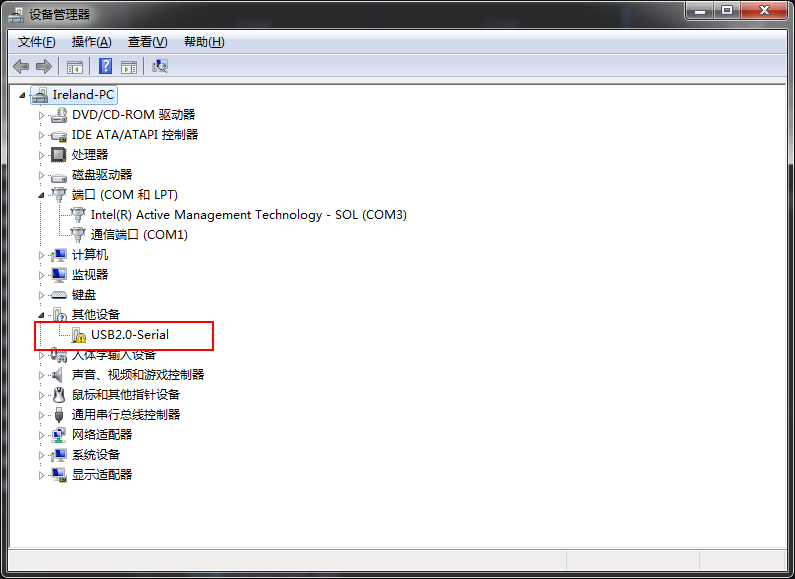 设备管理器
文件(F) 操作(A) 查看(V) 帮助(H)
Ireland-PC
DVD/CD-ROM 驱动器
IDE ATA/ATAPI 控制器
处理器
磁盘驱动器
端口 (COM 和 LPT)
Intel(R) Active Management Technology - SOL (COM3)
通信端口 (COM1)
计算机
监视器
键盘
其他设备
USB2.0-Serial
人体学输入设备
声音、视频和游戏控制器
鼠标和其他指针设备
通用串行总线控制器
网络适配器
系统设备
显示适配器